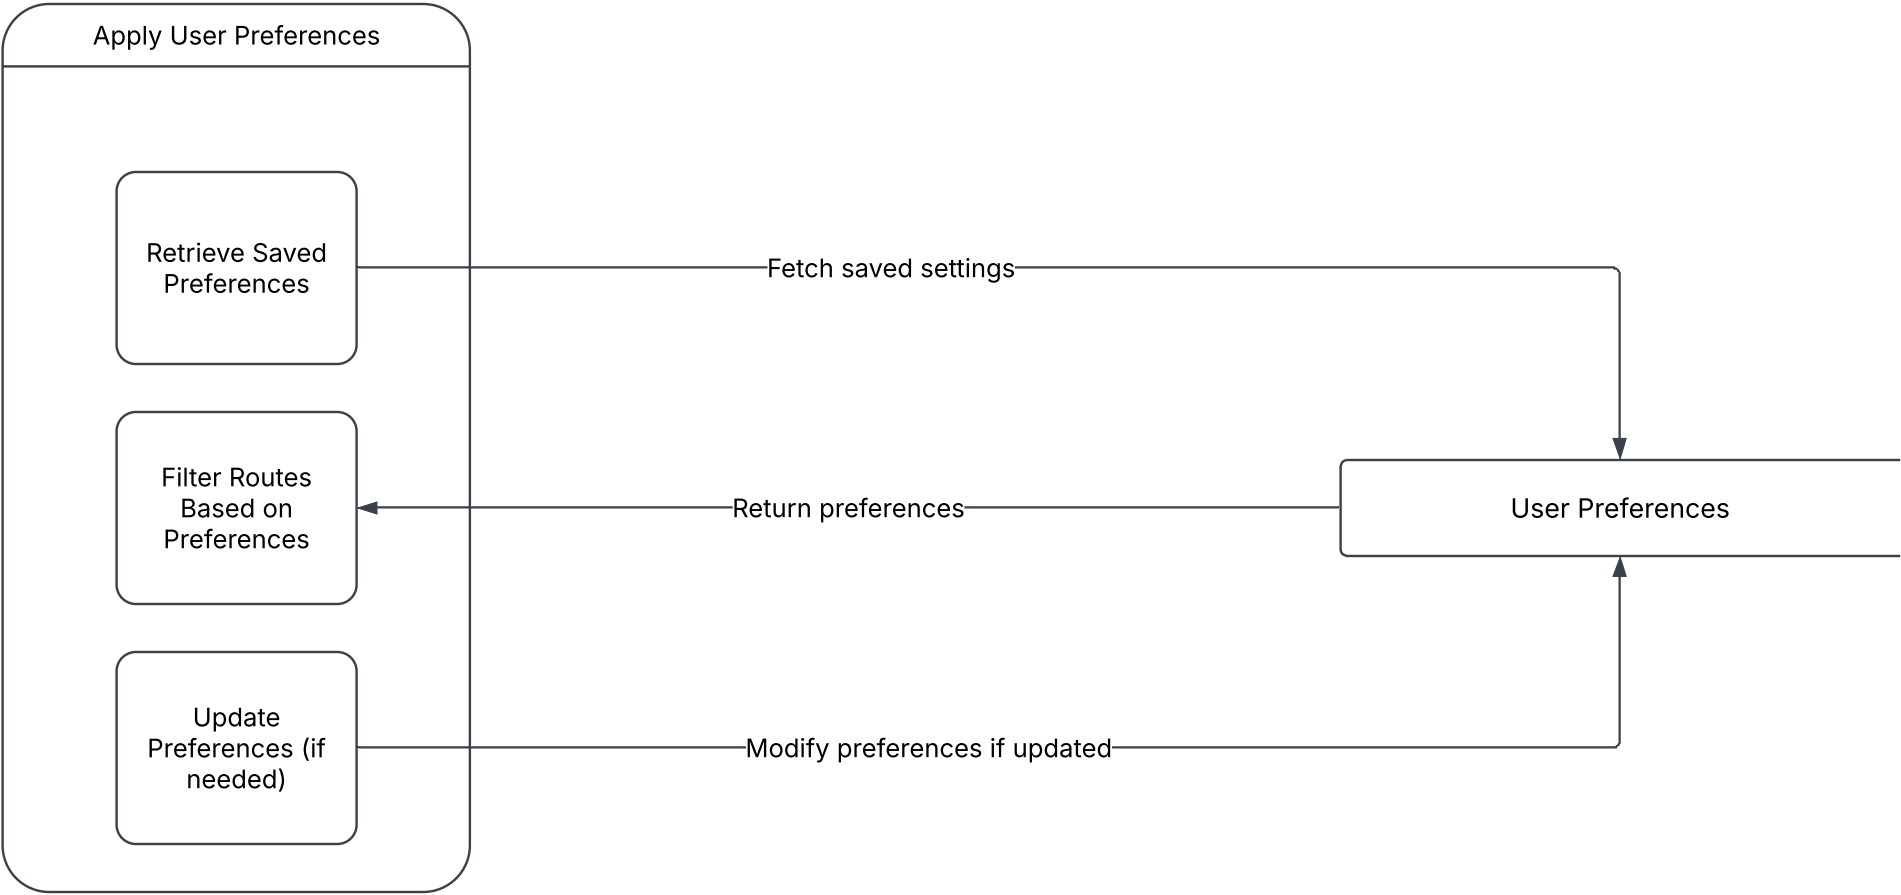 Apply User Preferences
Retrieve Saved
Preferences
Fetch saved settings
Filter Routes
Based on
Preferences
Return preferences
User Preferences
Update
Preferences (if
needed)
Modify preferences if updated